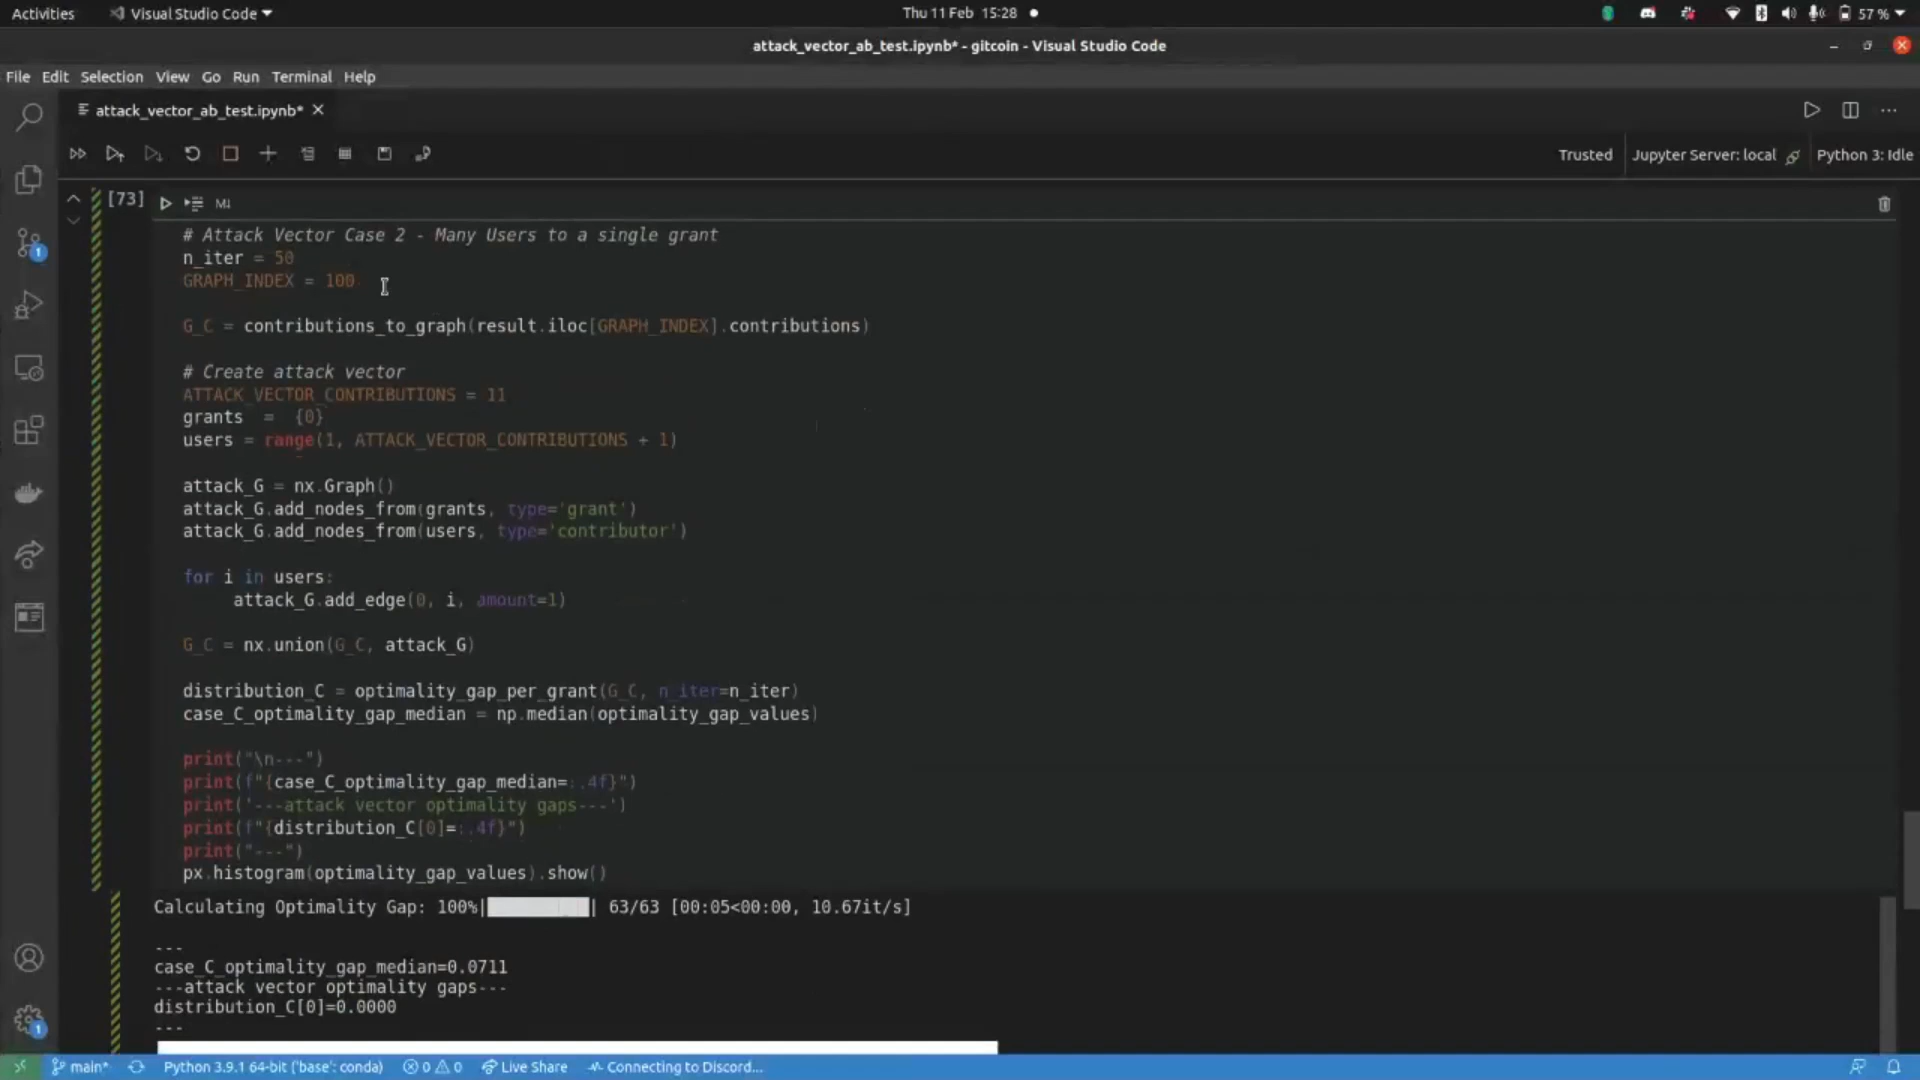 Activities Visual Studio Code Thu 11 Feb 15:28 57 %
attack_vector_ab_test.ipynb* - gitcoin - Visual Studio Code
File Edit Selection View Go Run Terminal Help
attack_vector_ab_test.ipynb*
Trusted Jupyter Server: local Python 3: Idle
[73] M↓
# Attack Vector Case 2 - Many Users to a single grant
n_iter = 50
GRAPH_INDEX = 100
G_C = contributions_to_graph(result.iloc[GRAPH_INDEX].contributions)
# Create attack vector
ATTACK_VECTOR_CONTRIBUTIONS = 11
grants = {0}
users = range(1, ATTACK_VECTOR_CONTRIBUTIONS + 1)
attack_G = nx.Graph()
attack_G.add_nodes_from(grants, type='grant')
attack_G.add_nodes_from(users, type='contributor')
for i in users:
attack_G.add_edge(0, i, amount=1)
G_C = nx.union(G_C, attack_G)
distribution_C = optimality_gap_per_grant(G_C, n_iter=n_iter)
case_C_optimality_gap_median = np.median(optimality_gap_values)
print("\n---")
print(f"{case_C_optimality_gap_median=:.4f}")
print('---attack vector optimality gaps---')
print(f"{distribution_C[0]=:.4f}")
print("---")
px.histogram(optimality_gap_values).show()
Calculating Optimality Gap: 100%| | 63/63 [00:05<00:00, 10.67it/s]
---
case_C_optimality_gap_median=0.0711
---attack vector optimality gaps---
distribution_C[0]=0.0000
---
1
1
main* Python 3.9.1 64-bit ('base': conda) 0 0 Live Share Connecting to Discord...